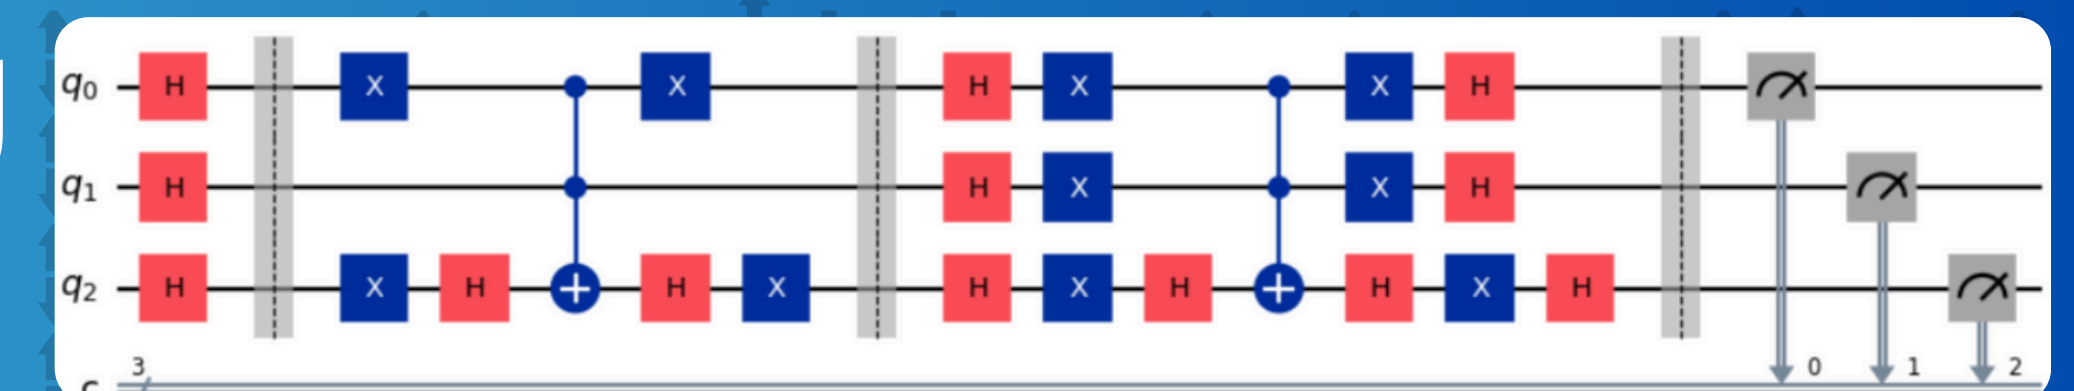 q0 H X X H X X H
q1 H H X X H
q2 H X H H X H X H H X H
3 0 1 2
c